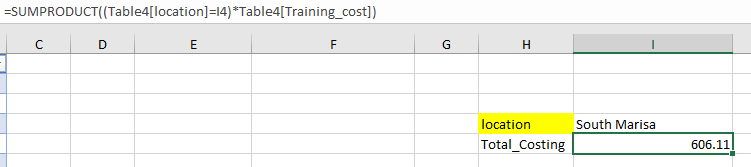 =SUMPRODUCT((Table4[location]=I4)*Table4[Training_cost])
C D E F G H I
location South Marisa
Total_Costing 606.11